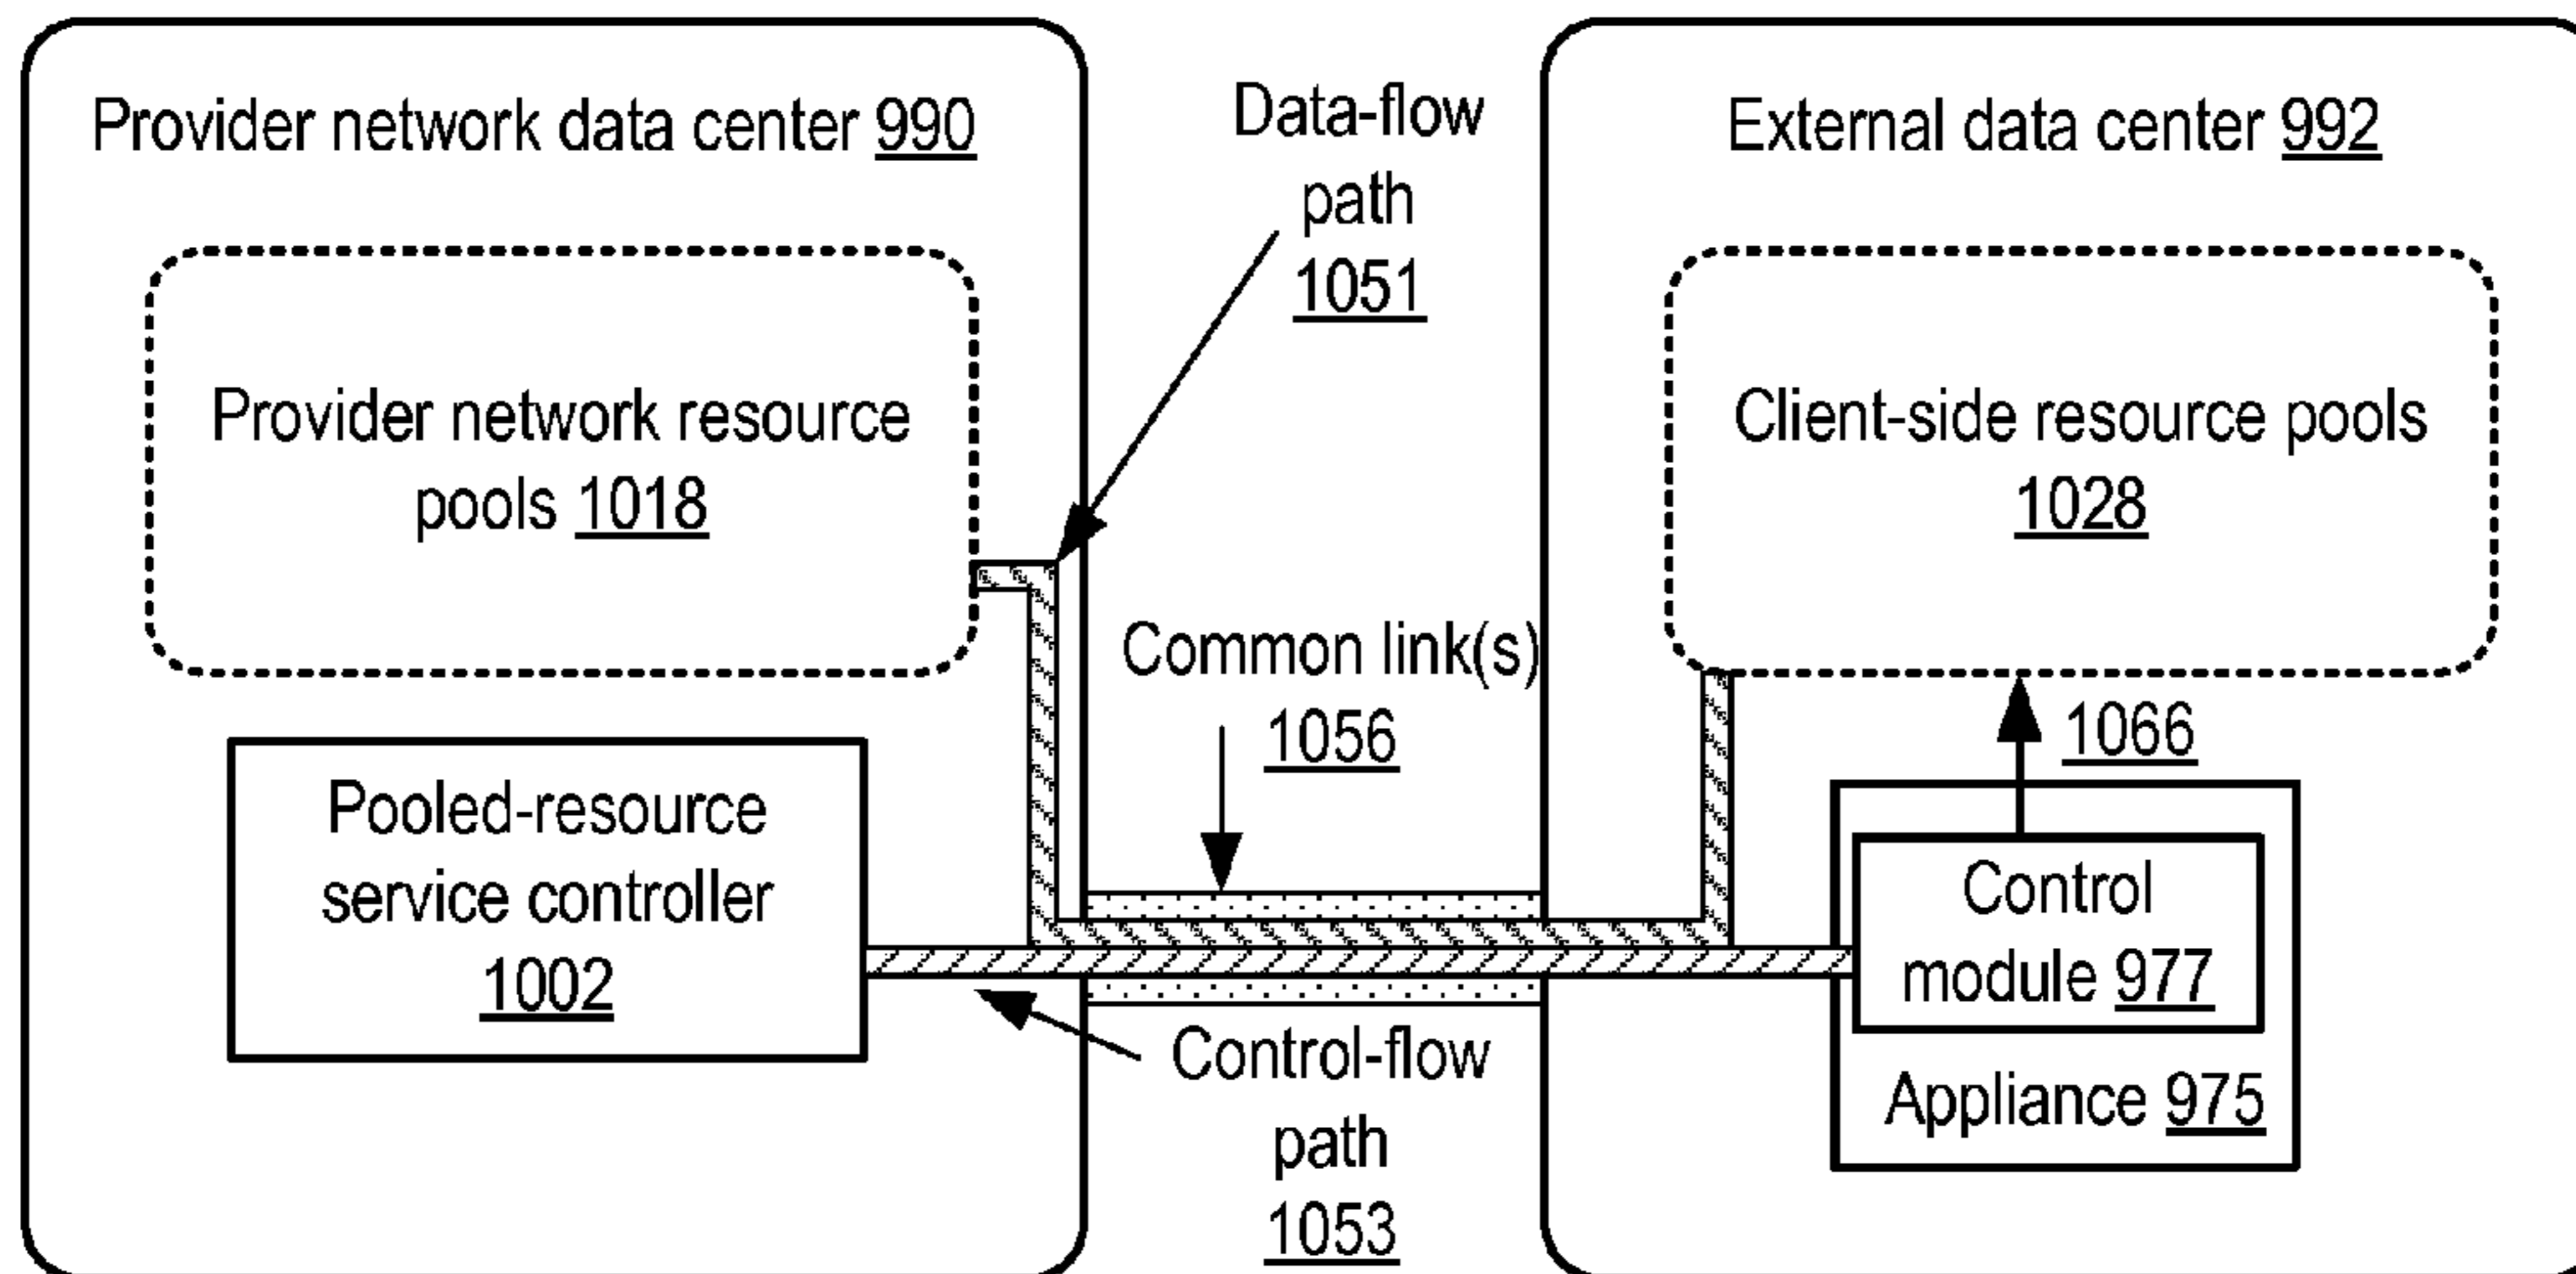 Provider network data center 990
Provider network resource
pools 1018
Pooled-resource
service controller
1002
Data-flow
path
1051
Common link(s)
1056
Control-flow
path
1053
External data center 992
Client-side resource pools
1028
1066
Control
module 977
Appliance 975